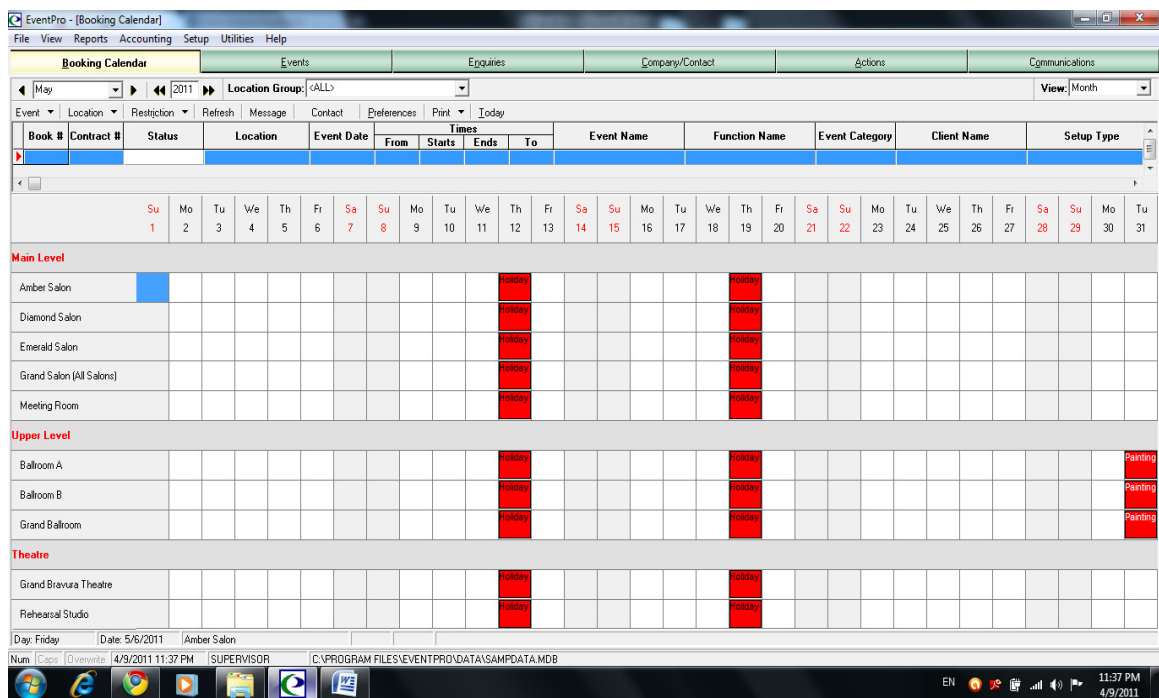 EventPro - [Booking Calendar]
File View Reports Accounting Setup Utilities Help
Booking Calendar Events Enquiries Company/Contact Actions Communications
May 2011 Location Group: <ALL> View: Month
Event Location Restriction Refresh Message Contact Preferences Print Today
Book # Contract # Status Location Event Date Times Event Name Function Name Event Category Client Name Setup Type
From Starts Ends To
Su Mo Tu We Th Fr Sa Su Mo Tu We Th Fr Sa Su Mo Tu We Th Fr Sa Su Mo Tu We Th Fr Sa Su Mo Tu
1 2 3 4 5 6 7 8 9 10 11 12 13 14 15 16 17 18 19 20 21 22 23 24 25 26 27 28 29 30 31
Main Level
Amber Salon Holiday Holiday
Diamond Salon Holiday Holiday
Emerald Salon Holiday Holiday
Grand Salon (All Salons) Holiday Holiday
Meeting Room Holiday Holiday
Upper Level
Ballroom A Holiday Holiday Painting
Ballroom B Holiday Holiday Painting
Grand Ballroom Holiday Holiday Painting
Theatre
Grand Bravura Theatre Holiday Holiday
Rehearsal Studio Holiday Holiday
Day: Friday Date: 5/6/2011 Amber Salon
Num Caps Overwrite 4/9/2011 11:37 PM SUPERVISOR C:\PROGRAM FILES\EVENTPRO\DATA\SAMPDATA.MDB
EN 11:37 PM
4/9/2011